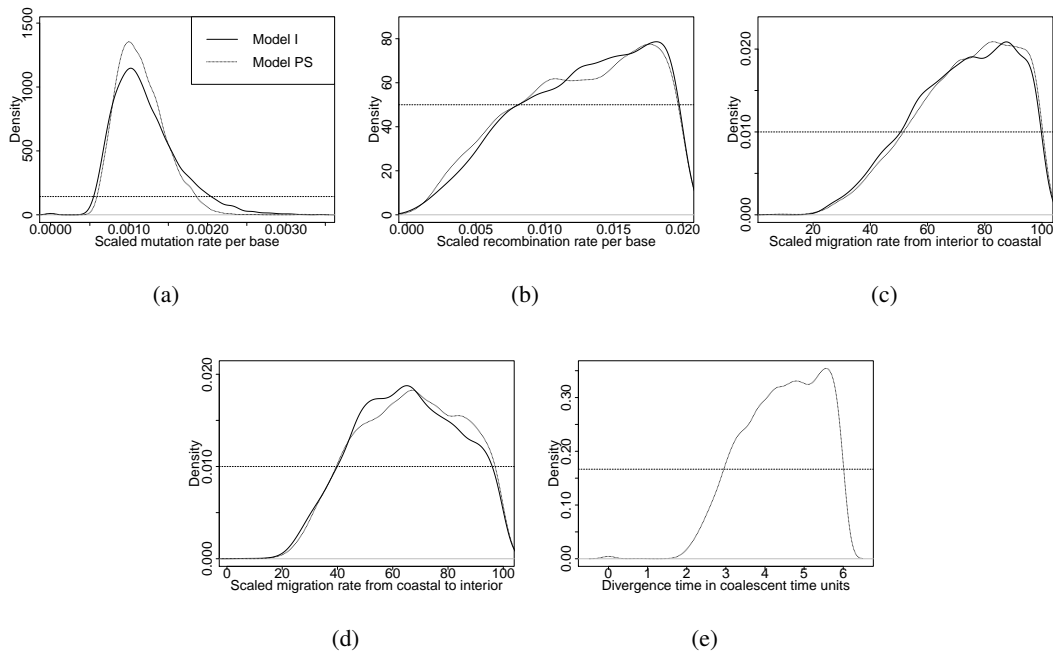 Model I
Model PS
Density
0 500 1000 1500
0.0000 0.0010 0.0020 0.0030
Scaled mutation rate per base
(a)
Density
0 20 40 60 80
0.000 0.005 0.010 0.015 0.020
Scaled recombination rate per base
(b)
Density
0.000 0.010 0.020
20 40 60 80 100
Scaled migration rate from interior to coastal
(c)
Density
0.000 0.010 0.020
0 20 40 60 80 100
Scaled migration rate from coastal to interior
(d)
Density
0.00 0.10 0.20 0.30
0 1 2 3 4 5 6
Divergence time in coalescent time units
(e)